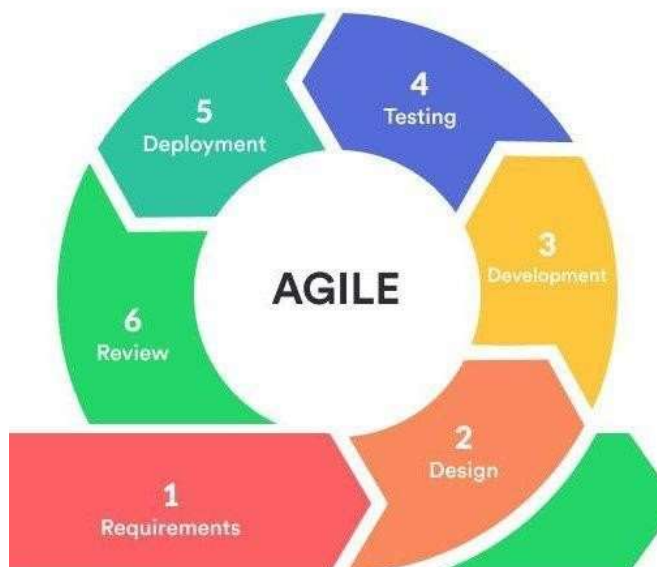 AGILE
1
Requirements
2
Design
3
Development
4
Testing
5
Deployment
6
Review